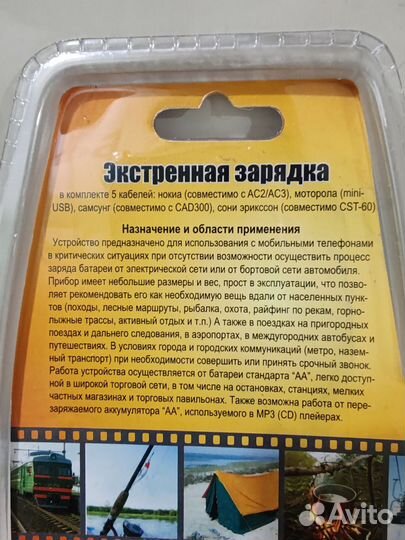 Экстренная зарядка
в комплекте 5 кабелей: нокиа (совместимо с AC2/AC3), моторола (mini-
USB), самсунг (совместимо с CAD300), сони эрикссон (совместимо CST-60)
Назначение и области применения
Устройство предназначено для использования с мобильными телефонами
в критических ситуациях при отсутствии возможности осуществить процесс
заряда батареи от электрической сети или от бортовой сети автомобиля.
Прибор имеет небольшие размеры и вес, прост в эксплуатации, что позво-
ляет рекомендовать его как необходимую вещь вдали от населенных пунк-
тов (походы, лесные маршруты, рыбалка, охота, райфинг по рекам, горно-
лыжные трассы, активный отдых и т.п.) А также в поездках на пригородных
поездах и дальнего следования, в аэропортах, в междугородних автобусах и
путешествиях. В условиях города и городских коммуникаций (метро, назем-
ный транспорт) при необходимости совершить или принять срочный звонок.
Работа устройства осуществляется от батареи стандарта "АА", легко доступ-
ной в широкой торговой сети, в том числе на остановках, станциях, мелких
частных магазинах и торговых павильонах. Также возможна работа от пере-
заряжаемого аккумулятора "АА", используемого в MP3 (CD) плейерах.
Avito